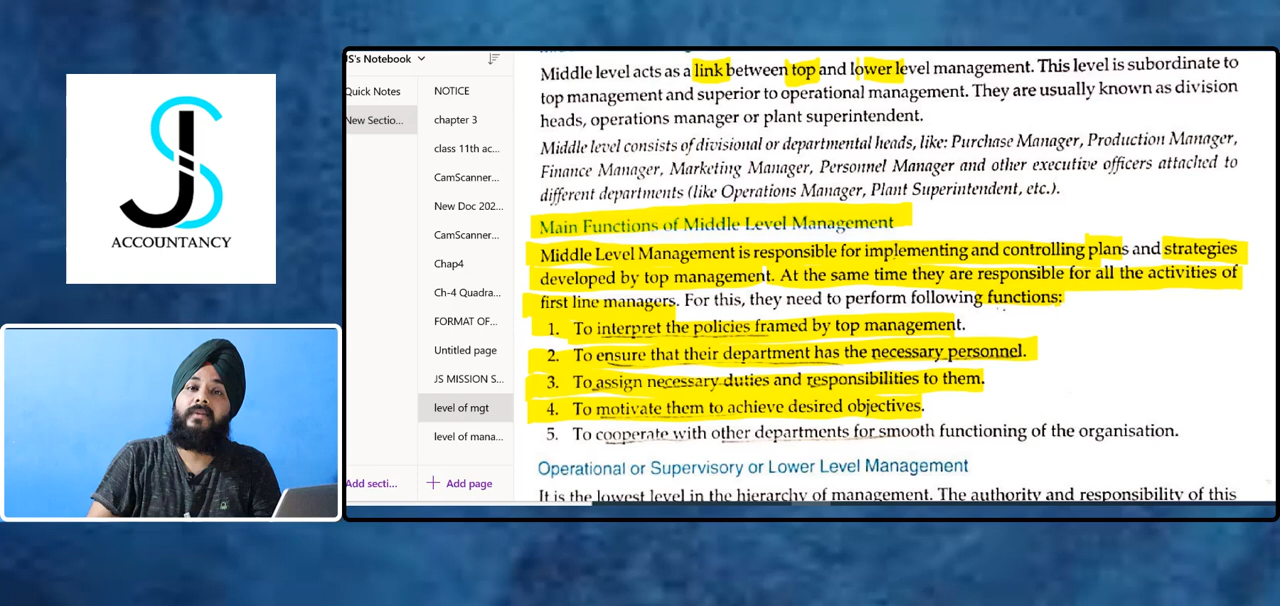 JS
ACCOUNTANCY
JS's Notebook
Quick Notes
New Sectio...
Add secti...
NOTICE
chapter 3
class 11th ac...
CamScanner...
New Doc 202...
CamScanner...
Chap4
Ch-4 Quadra...
FORMAT OF...
Untitled page
JS MISSION S...
level of mgt
level of mana...
Add page
Middle level acts as a link between top and lower level management. This level is subordinate to
top management and superior to operational management. They are usually known as division
heads, operations manager or plant superintendent.
Middle level consists of divisional or departmental heads, like: Purchase Manager, Production Manager,
Finance Manager, Marketing Manager, Personnel Manager and other executive officers attached to
different departments (like Operations Manager, Plant Superintendent, etc.).
Main Functions of Middle Level Management
Middle Level Management is responsible for implementing and controlling plans and strategies
developed by top management. At the same time they are responsible for all the activities of
first line managers. For this, they need to perform following functions:
1. To interpret the policies framed by top management.
2. To ensure that their department has the necessary personnel.
3. To assign necessary duties and responsibilities to them.
4. To motivate them to achieve desired objectives.
5. To cooperate with other departments for smooth functioning of the organisation.
Operational or Supervisory or Lower Level Management
It is the lowest level in the hierarchy of management. The authority and responsibility of this